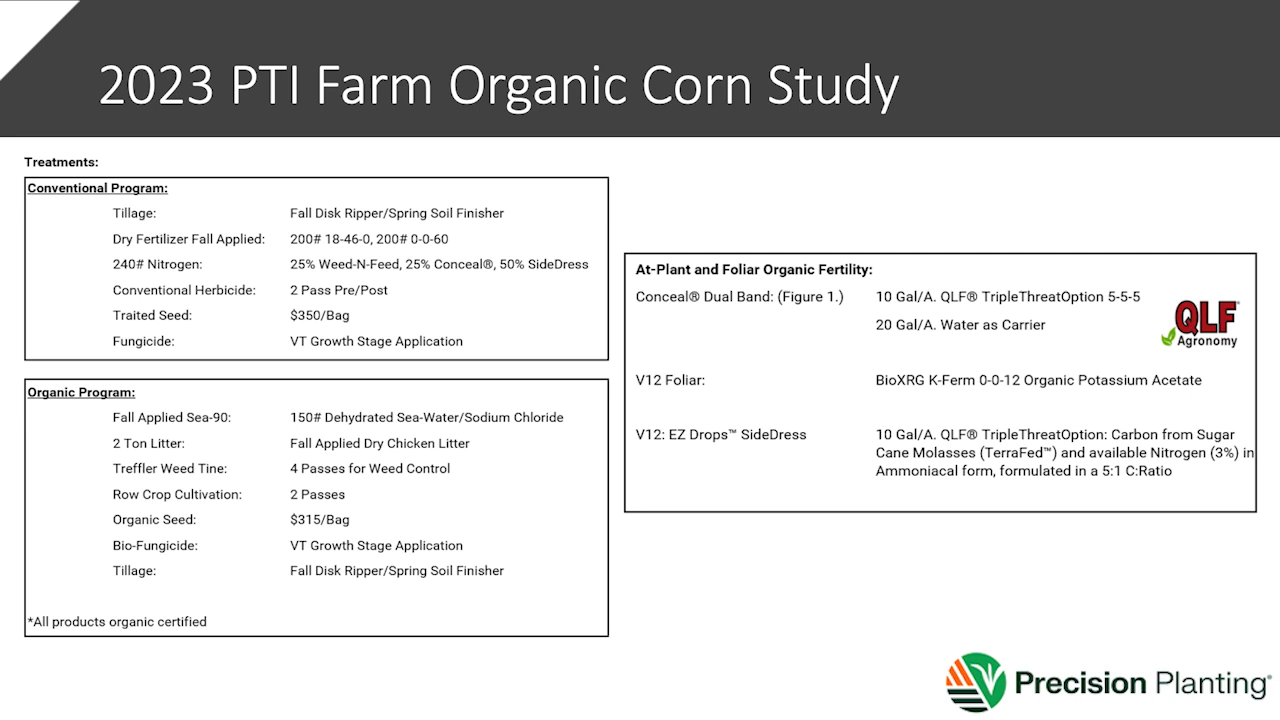 2023 PTI Farm Organic Corn Study
Treatments:
Conventional Program:
Tillage: Fall Disk Ripper/Spring Soil Finisher
Dry Fertilizer Fall Applied: 200# 18-46-0, 200# 0-0-60
240# Nitrogen: 25% Weed-N-Feed, 25% Conceal®, 50% SideDress
Conventional Herbicide: 2 Pass Pre/Post
Traited Seed: $350/Bag
Fungicide: VT Growth Stage Application
Organic Program:
Fall Applied Sea-90: 150# Dehydrated Sea-Water/Sodium Chloride
2 Ton Litter: Fall Applied Dry Chicken Litter
Treffler Weed Tine: 4 Passes for Weed Control
Row Crop Cultivation: 2 Passes
Organic Seed: $315/Bag
Bio-Fungicide: VT Growth Stage Application
Tillage: Fall Disk Ripper/Spring Soil Finisher
*All products organic certified
At-Plant and Foliar Organic Fertility:
Conceal® Dual Band: (Figure 1.) 10 Gal/A. QLF® TripleThreatOption 5-5-5
20 Gal/A. Water as Carrier
QLF
Agronomy
V12 Foliar: BioXRG K-Ferm 0-0-12 Organic Potassium Acetate
V12: EZ Drops™ SideDress 10 Gal/A. QLF® TripleThreatOption: Carbon from Sugar
Cane Molasses (TerraFed™) and available Nitrogen (3%) in
Ammoniacal form, formulated in a 5:1 C:Ratio
Precision Planting®